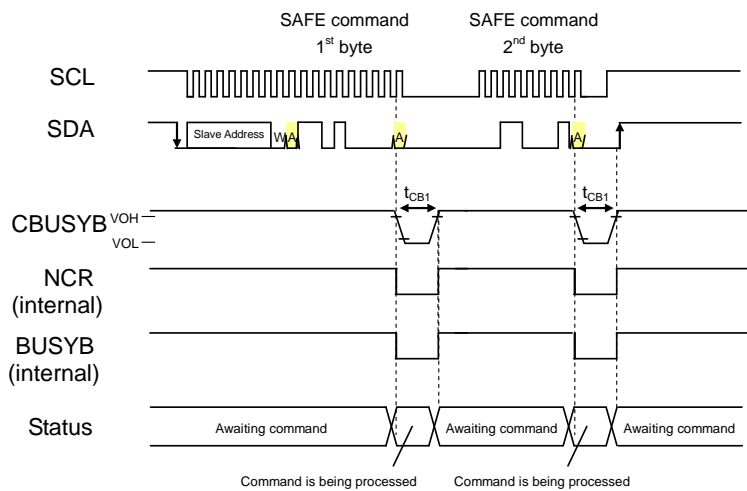 SAFE command
1st byte
SAFE command
2nd byte
SCL
SDA
Slave Address
W
A
A
A
tCB1
tCB1
CBUSYB
VOH
VOL
NCR
(internal)
BUSYB
(internal)
Status
Awaiting command
Awaiting command
Awaiting command
Command is being processed
Command is being processed